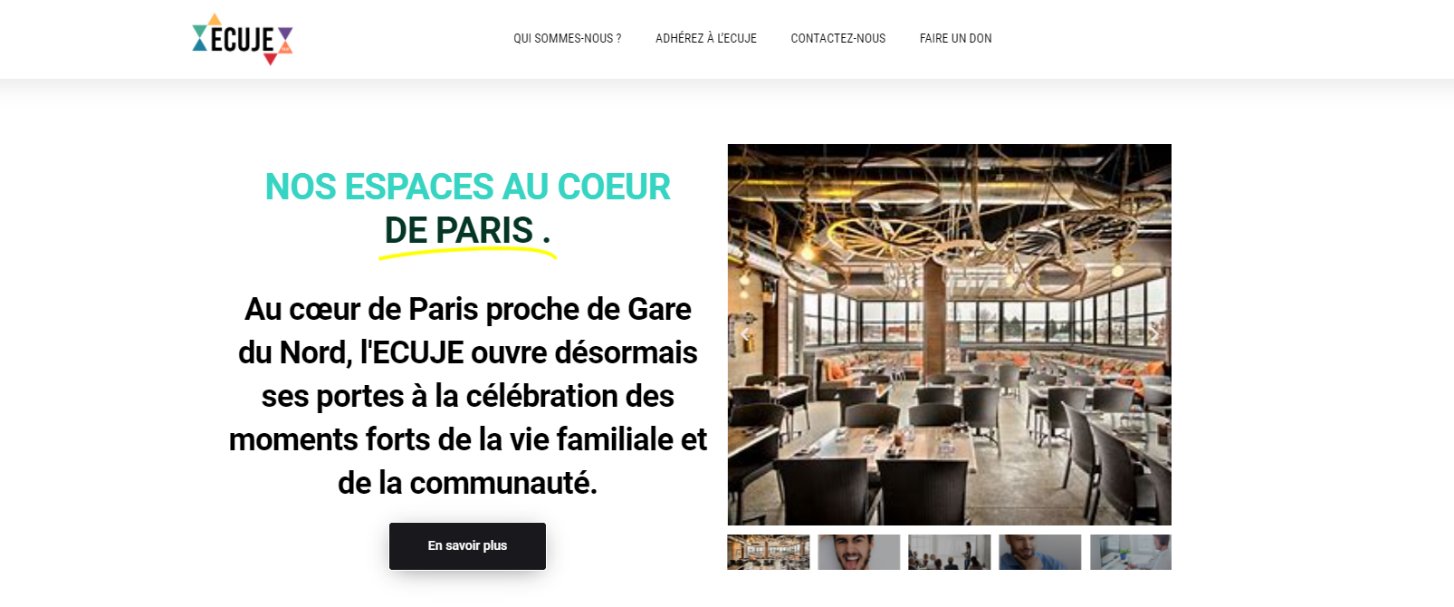 ECUJE
QUI SOMMES-NOUS ?
ADHÉREZ À L'ECUJE
CONTACTEZ-NOUS
FAIRE UN DON
NOS ESPACES AU COEUR
DE PARIS .
Au cœur de Paris proche de Gare
du Nord, l'ECUJE ouvre désormais
ses portes à la célébration des
moments forts de la vie familiale et
de la communauté.
En savoir plus